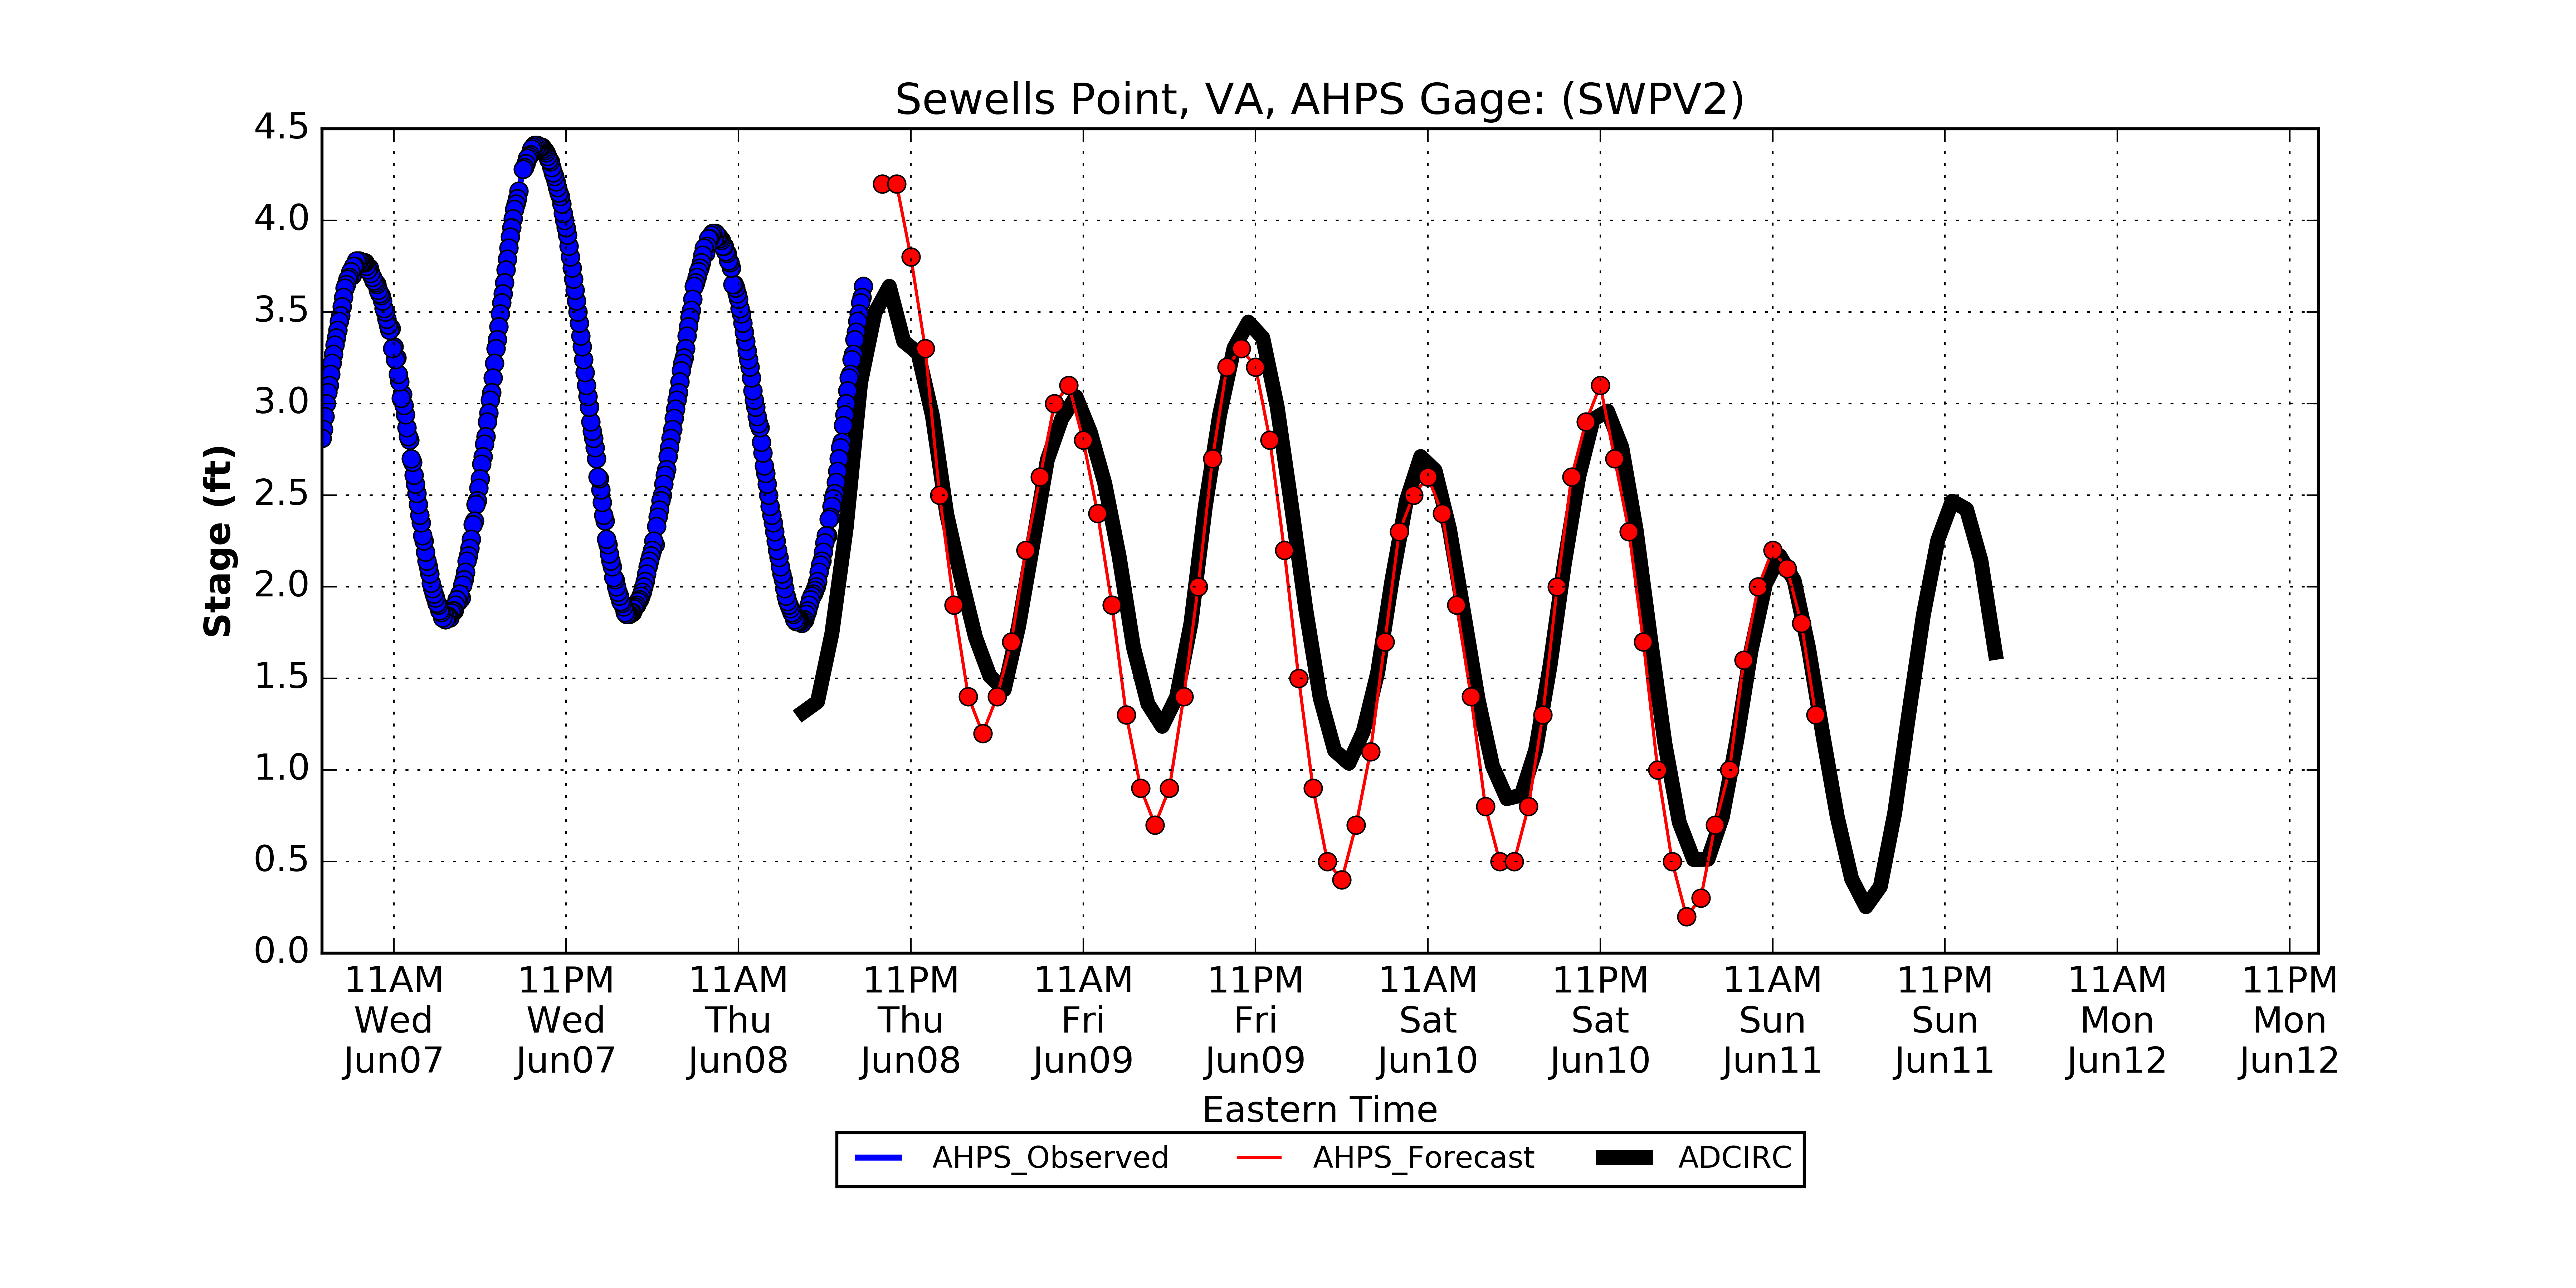 Sewells Point, VA, AHPS Gage: (SWPV2)
Stage (ft)
4.5
4.0
3.5
3.0
2.5
2.0
1.5
1.0
0.5
0.0
11AM 11PM 11AM 11PM 11AM 11PM 11AM 11PM 11AM 11PM 11AM 11PM
Wed Wed Thu Thu Fri Fri Sat Sat Sun Sun Mon Mon
Jun07 Jun07 Jun08 Jun08 Jun09 Jun09 Jun10 Jun10 Jun11 Jun11 Jun12 Jun12
Eastern Time
AHPS_Observed AHPS_Forecast ADCIRC